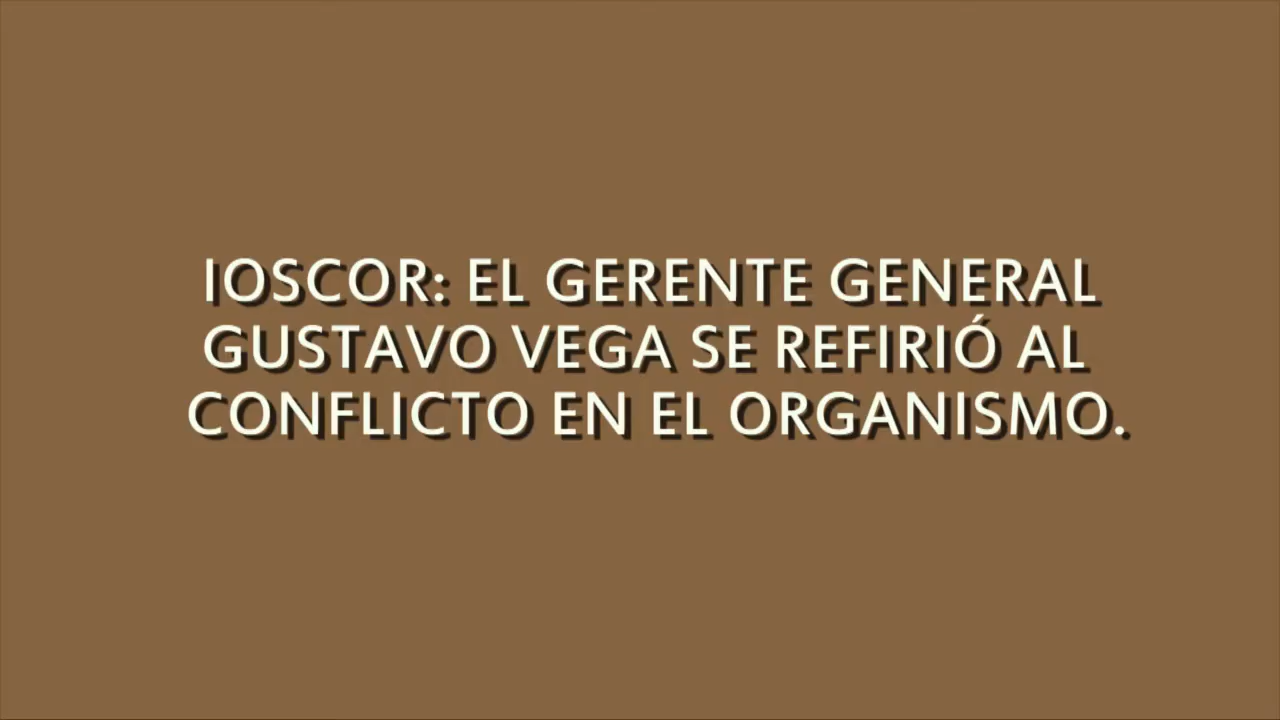 IOSCOR: EL GERENTE GENERAL
GUSTAVO VEGA SE REFIRIÓ AL
CONFLICTO EN EL ORGANISMO.